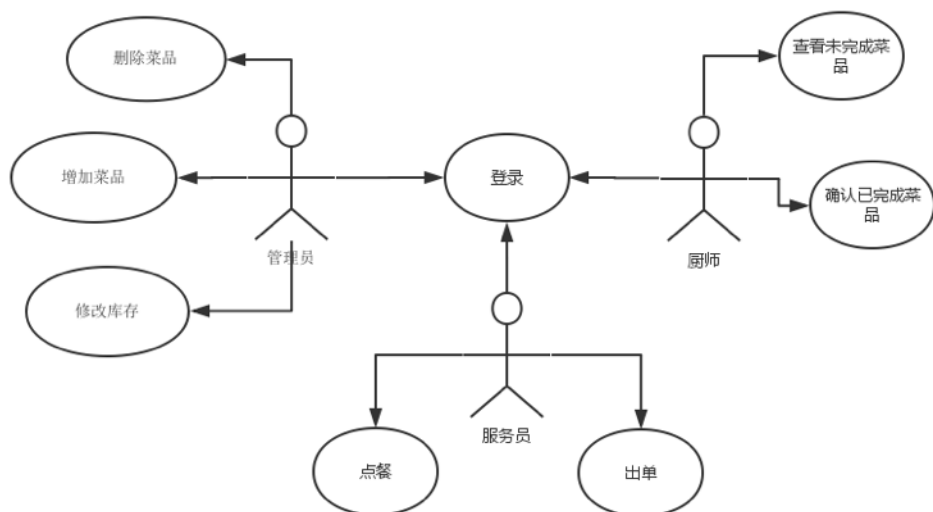 删除菜品
查看未完成菜
品
增加菜品
登录
确认已完成菜
品
管理员
厨师
修改库存
服务员
点餐
出单